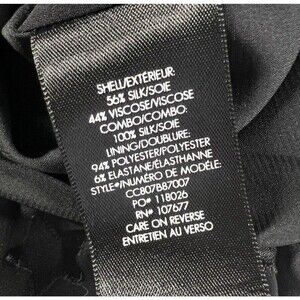 SHELL/EXTÉRIEUR:
56% SILK/SOIE
44% VISCOSE/VISCOSE
COMBO/COMBO:
100% SILK/SOIE
LINING/DOUBLURE:
94% POLYESTER/POLYESTER
6% ELASTANE/ÉLASTHANNE
STYLE#/NUMÉRO DE MODÈLE:
CC807B87007
PO# 118026
RN# 107677
CARE ON REVERSE
ENTRETIEN AU VERSO